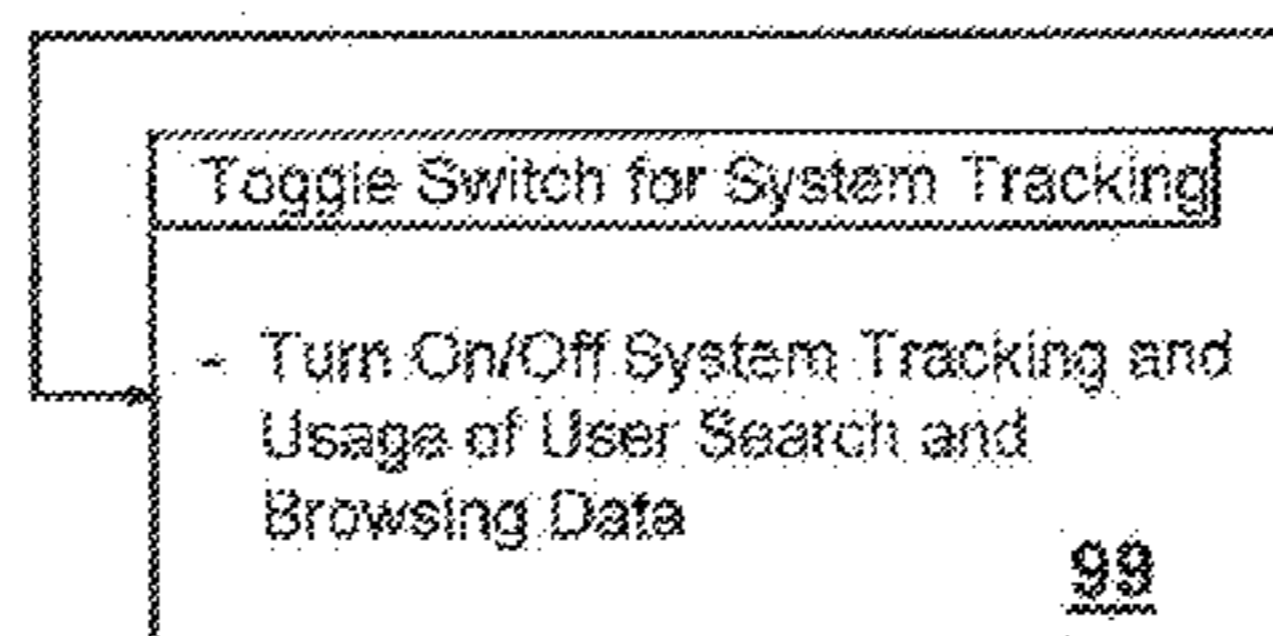 Toggle Switch for System Tracking
- Turn On/Off System Tracking and
Usage of User Search and
Browsing Data
99